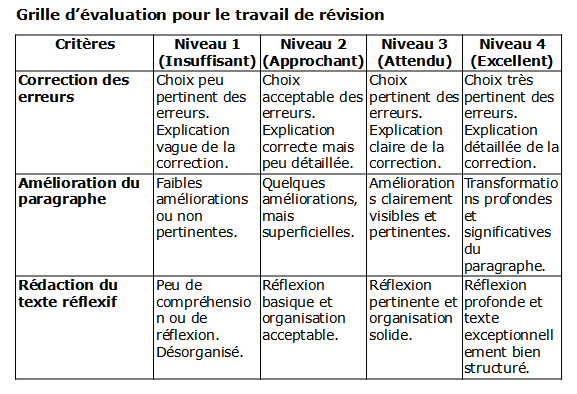 Grille d’évaluation pour le travail de révision
Critères
Niveau 1
(Insuffisant)
Niveau 2
(Approchant)
Niveau 3
(Attendu)
Niveau 4
(Excellent)
Correction des
erreurs
Choix peu
pertinent des
erreurs.
Explication
vague de la
correction.
Choix
acceptable des
erreurs.
Explication
correcte mais
peu détaillée.
Choix
pertinent des
erreurs.
Explication
claire de la
correction.
Choix très
pertinent des
erreurs.
Explication
détaillée de la
correction.
Amélioration du
paragraphe
Faibles
améliorations
ou non
pertinentes.
Quelques
améliorations,
mais
superficielles.
Amélioration
s clairement
visibles et
pertinentes.
Transformatio
ns profondes
et
significatives
du
paragraphe.
Rédaction du
texte réflexif
Peu de
compréhensio
n ou de
réflexion.
Désorganisé.
Réflexion
basique et
organisation
acceptable.
Réflexion
pertinente et
organisation
solide.
Réflexion
profonde et
texte
exceptionnell
ement bien
structuré.